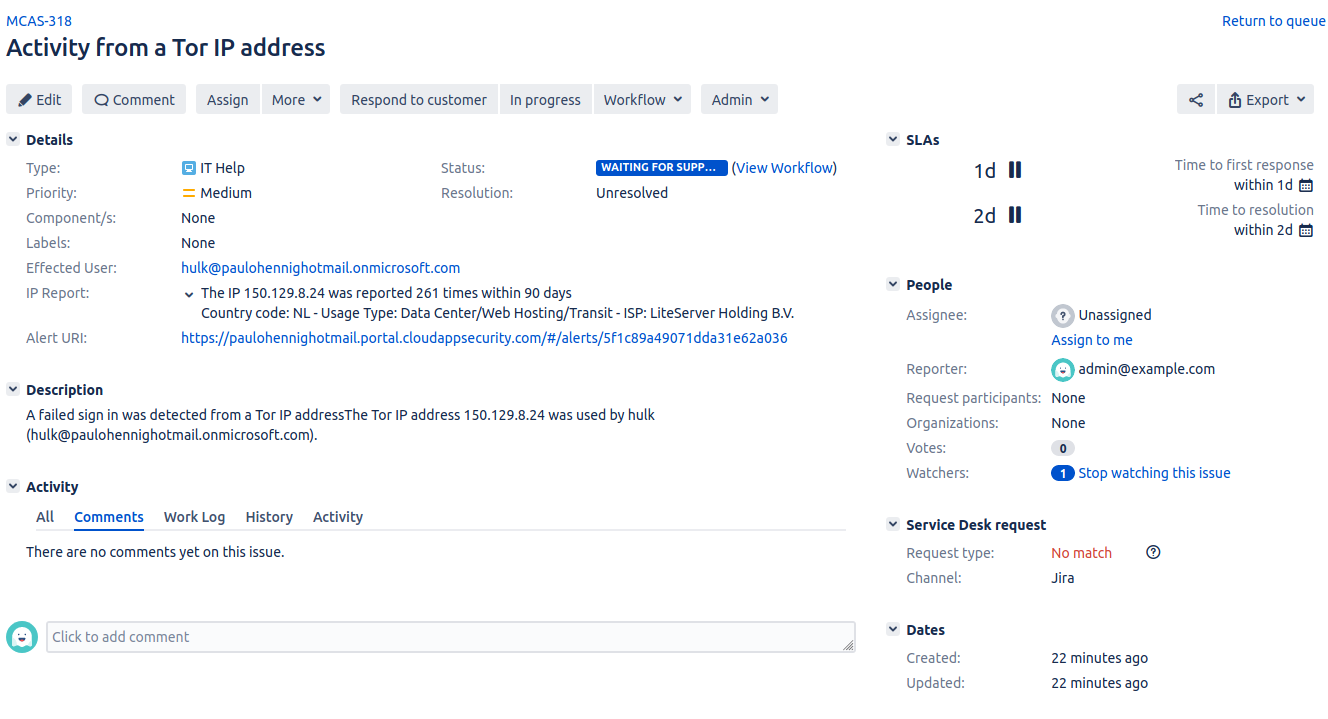 MCAS-318
Return to queue
Activity from a Tor IP address
Edit
Comment
Assign
More
Respond to customer
In progress
Workflow
Admin
Export
Details
Type:
IT Help
Status:
WAITING FOR SUPP... (View Workflow)
Priority:
Medium
Resolution:
Unresolved
Component/s:
None
Labels:
None
Effected User:
hulk@paulohennighotmail.onmicrosoft.com
IP Report:
The IP 150.129.8.24 was reported 261 times within 90 days
Country code: NL - Usage Type: Data Center/Web Hosting/Transit - ISP: LiteServer Holding B.V.
Alert URI:
https://paulohennighotmail.portal.cloudappsecurity.com/#/alerts/5f1c89a49071dda31e62a036
Description
A failed sign in was detected from a Tor IP addressThe Tor IP address 150.129.8.24 was used by hulk
(hulk@paulohennighotmail.onmicrosoft.com).
Activity
All
Comments
Work Log
History
Activity
There are no comments yet on this issue.
Click to add comment
SLAs
1d
Time to first response
within 1d
2d
Time to resolution
within 2d
People
Assignee:
Unassigned
Assign to me
Reporter:
admin@example.com
Request participants:
None
Organizations:
None
Votes:
0
Watchers:
1 Stop watching this issue
Service Desk request
Request type:
No match
Channel:
Jira
Dates
Created:
22 minutes ago
Updated:
22 minutes ago